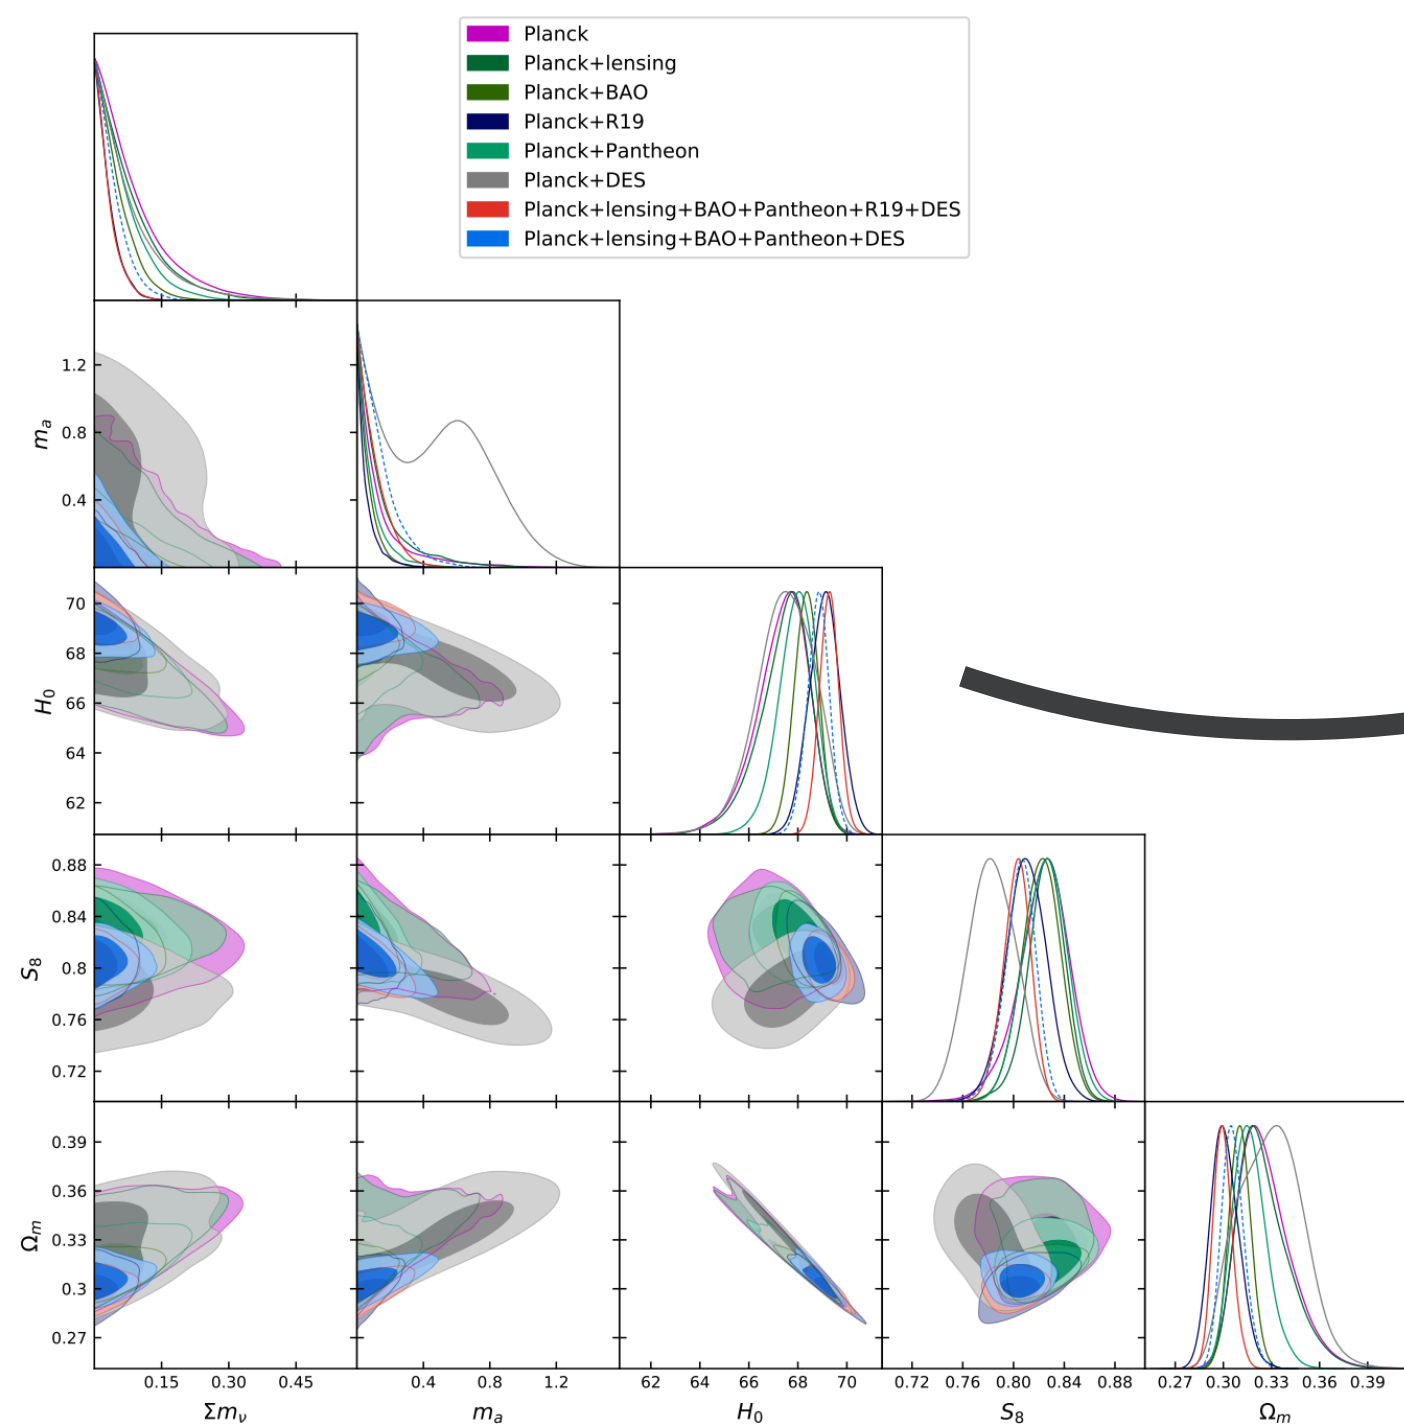 Planck
Planck+lensing
Planck+BAO
Planck+R19
Planck+Pantheon
Planck+DES
Planck+lensing+BAO+Pantheon+R19+DES
Planck+lensing+BAO+Pantheon+DES
1.2
0.8
0.4
m_a
70
68
66
64
62
H_0
0.88
0.84
0.8
0.76
0.72
S_8
0.39
0.36
0.33
0.3
0.27
Ω_m
0.15 0.30 0.45 0.4 0.8 1.2 62 64 66 68 70 0.72 0.76 0.80 0.84 0.88 0.27 0.30 0.33 0.36 0.39
Σm_ν m_a H_0 S_8 Ω_m